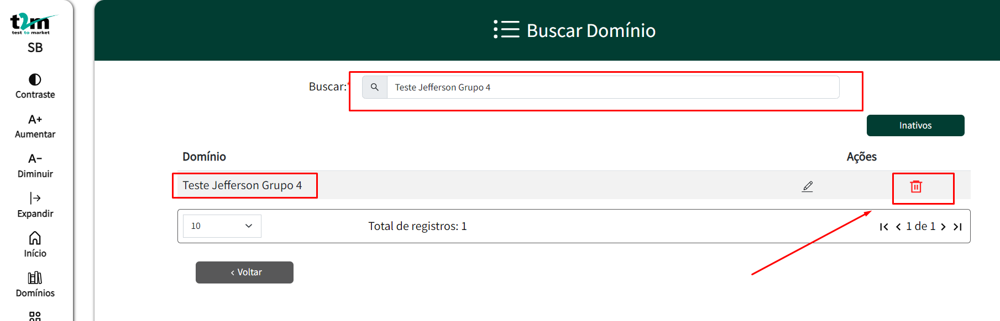 t2m
test to market
SB
Contraste
A+
Aumentar
A-
Diminuir
Expandir
Início
Domínios
Buscar Domínio
Buscar:*
Teste Jefferson Grupo 4
Inativos
Domínio
Ações
Teste Jefferson Grupo 4
10
Total de registros: 1
1 de 1
‹ Voltar